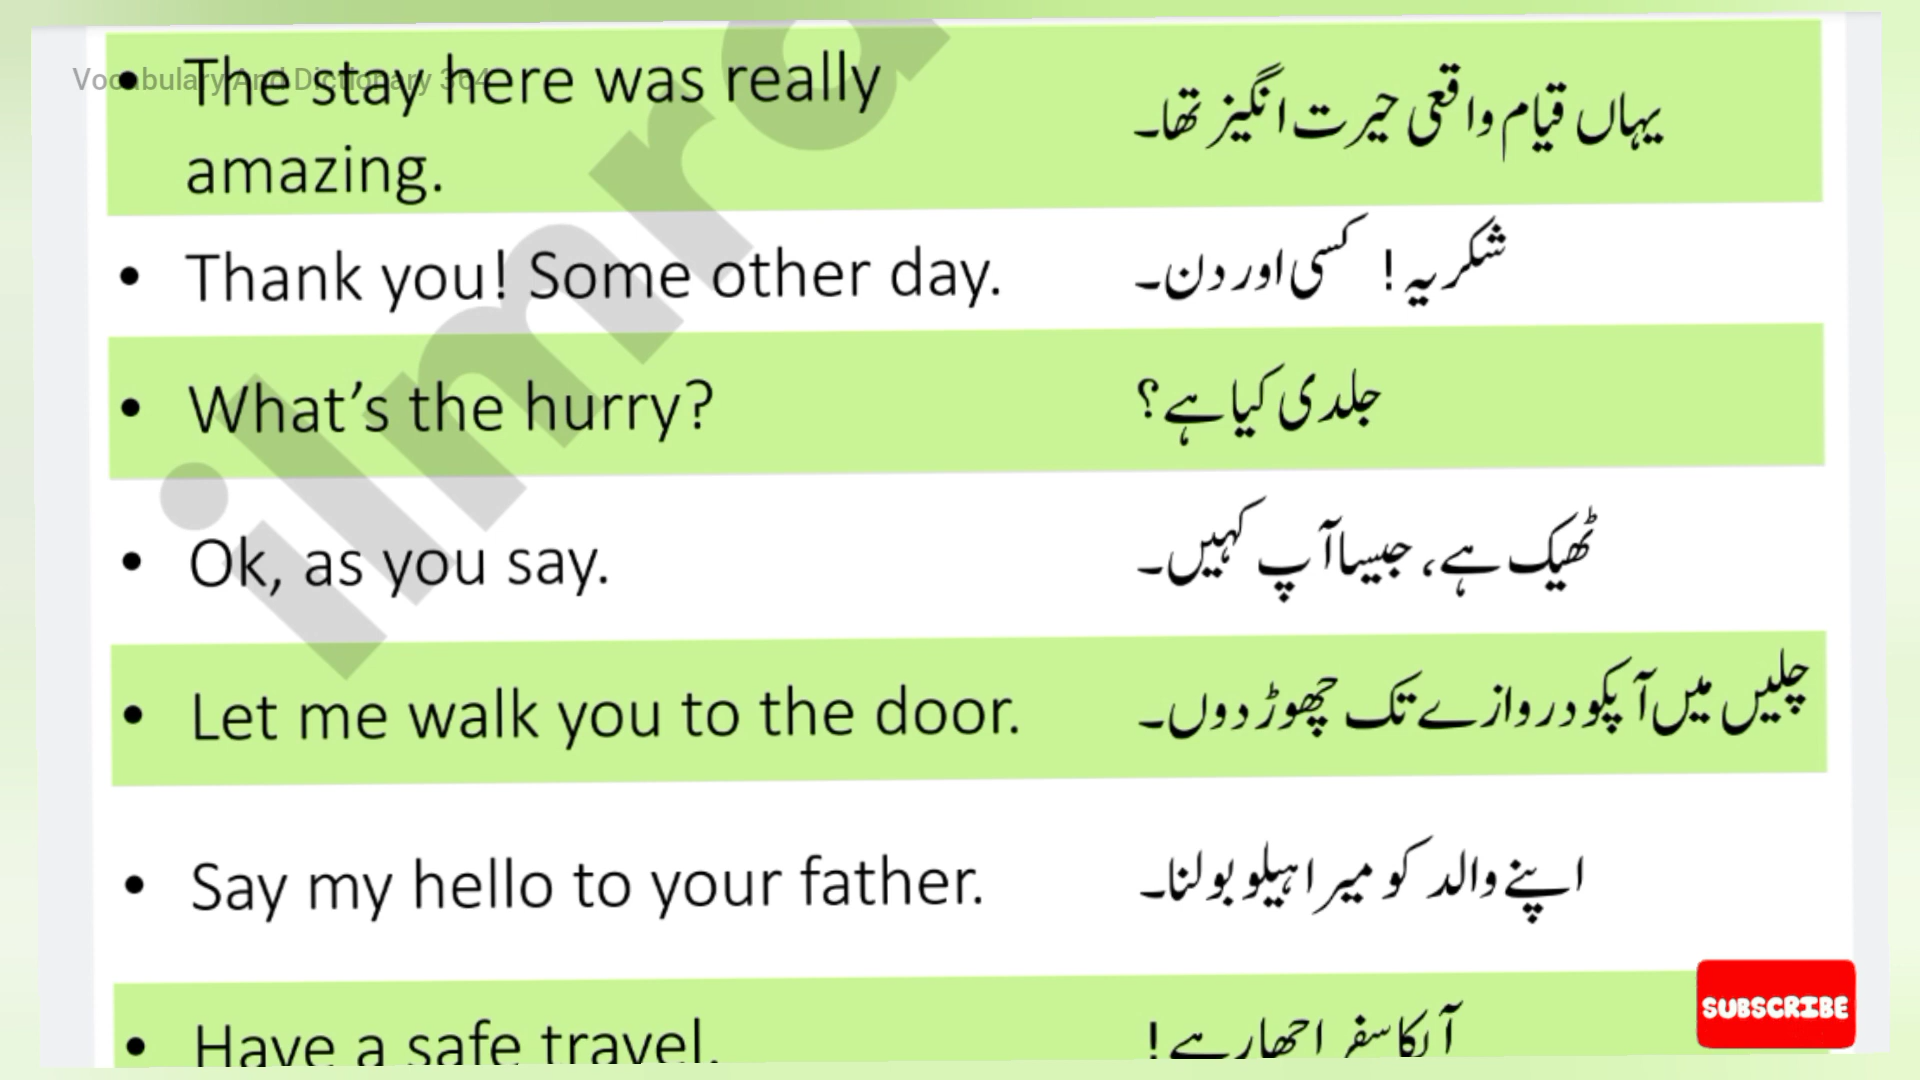 Vocabulary And Dictionary 364
• The stay here was really
amazing.
یہاں قیام واقعی حیرت انگیز تھا۔
• Thank you! Some other day.
شکریہ! کسی اور دن۔
• What's the hurry?
جلدی کیا ہے؟
• Ok, as you say.
ٹھیک ہے، جیسا آپ کہیں۔
• Let me walk you to the door.
چلیں میں آپکو دروازے تک چھوڑ دوں۔
• Say my hello to your father.
اپنے والد کو میرا ہیلو بولنا۔
• Have a safe travel.
آپکا سفر اچھا رہے!
SUBSCRIBE
ilmra